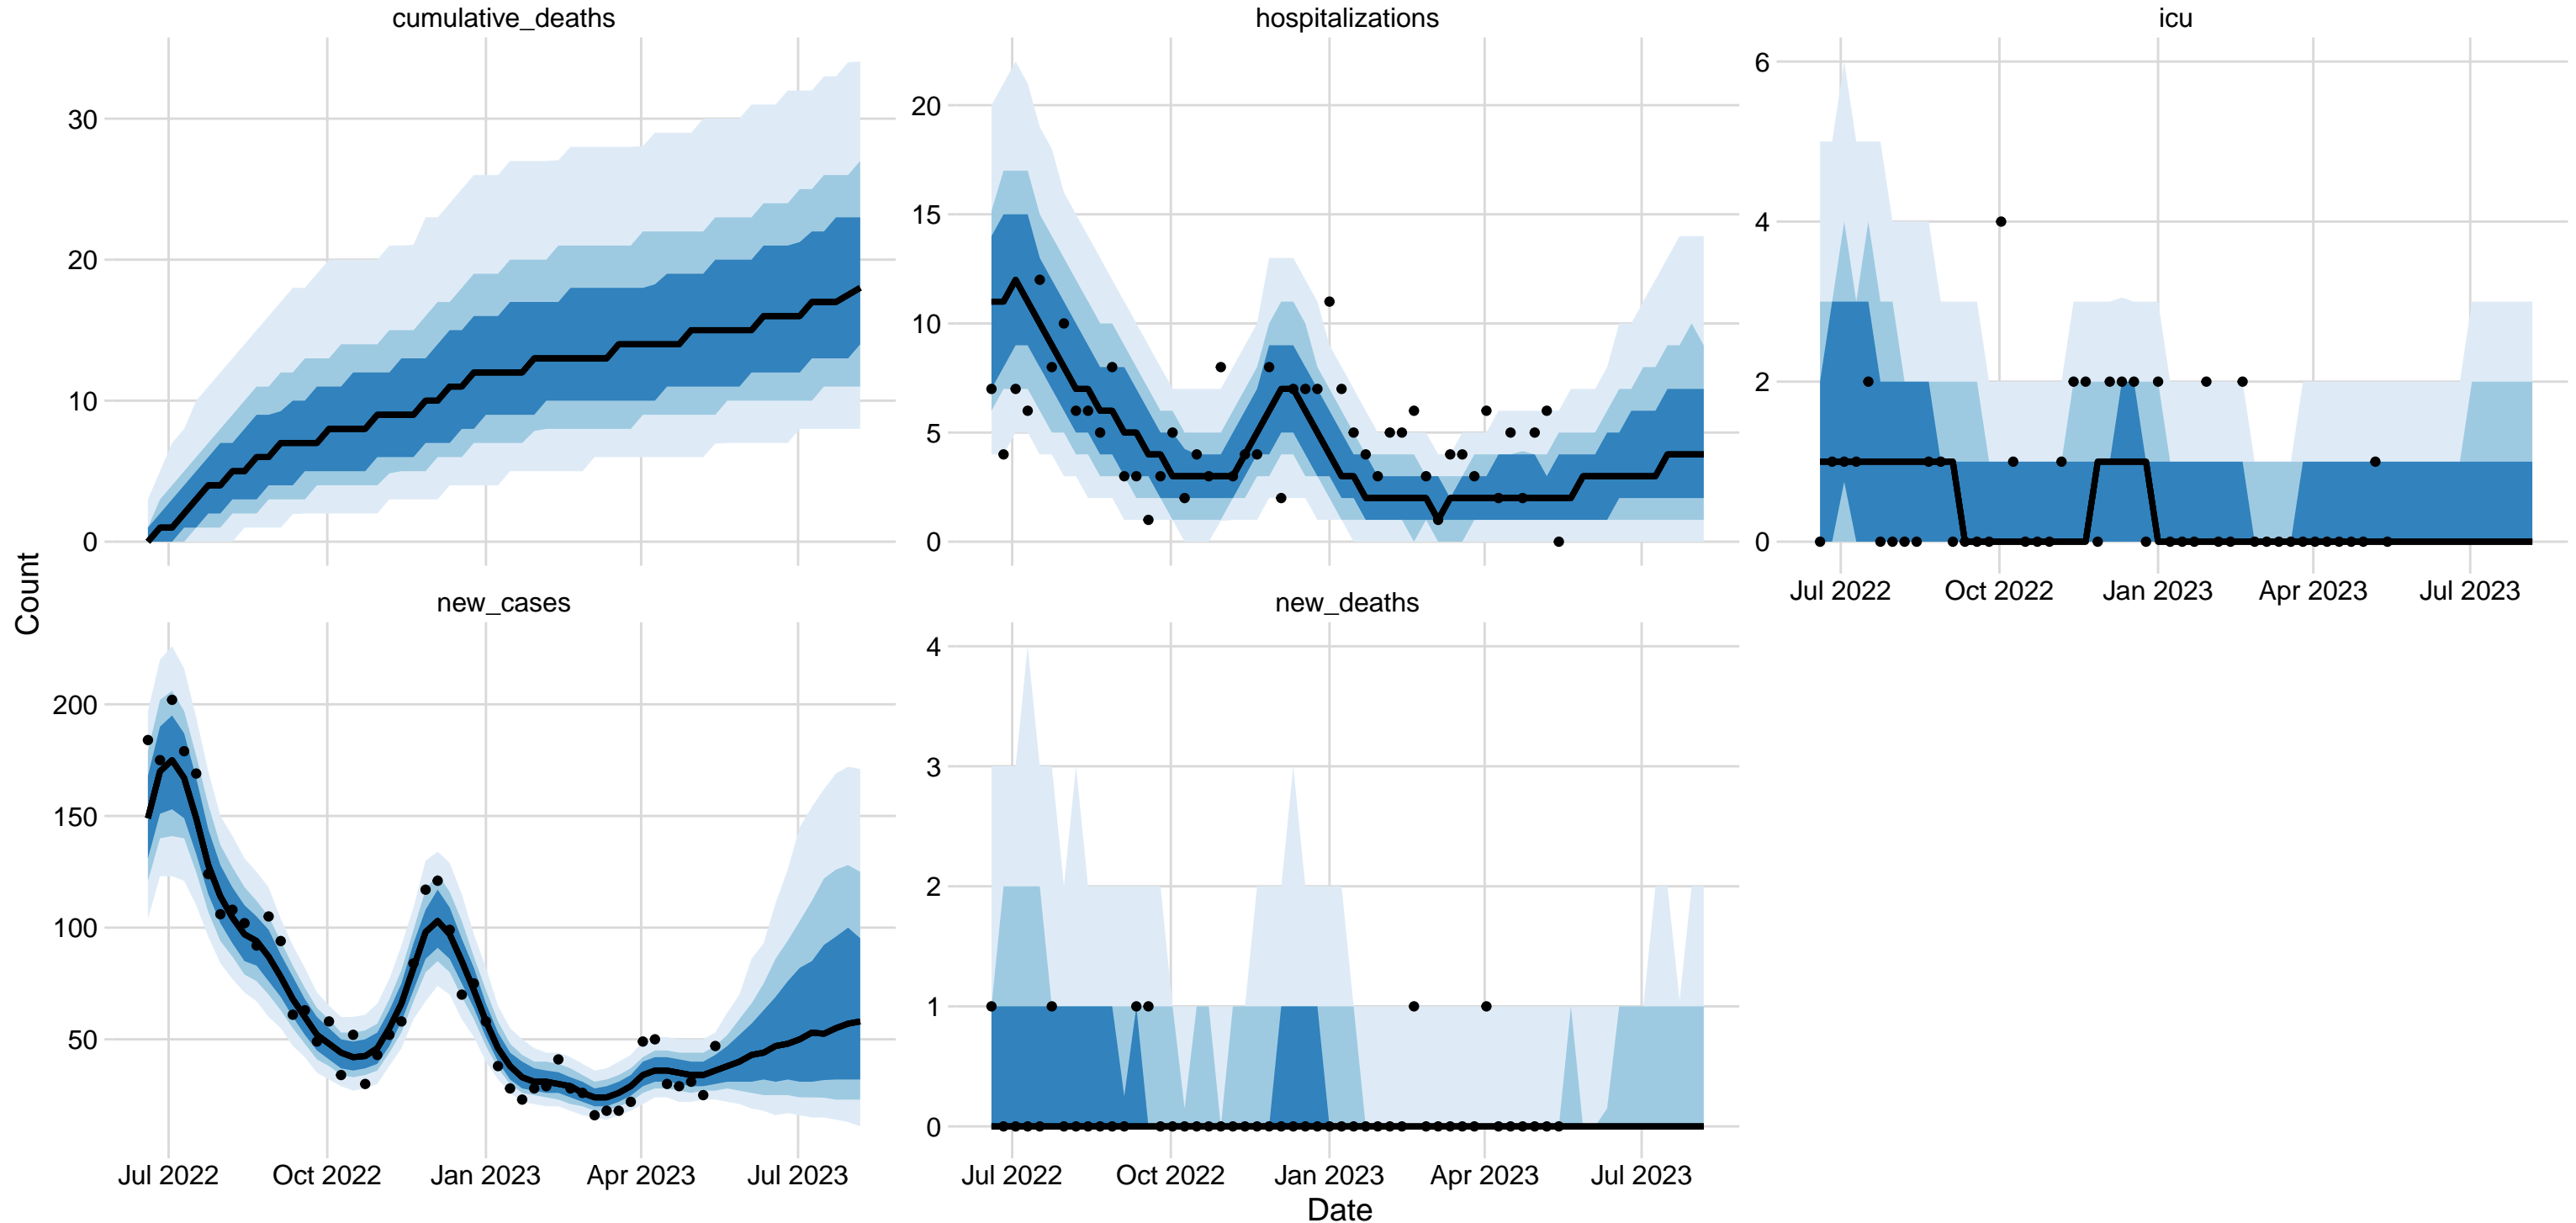 cumulative_deaths
hospitalizations
icu
30
20
10
0
20
15
10
5
0
6
4
2
0
Jul 2022 Oct 2022 Jan 2023 Apr 2023 Jul 2023
Count
new_cases
new_deaths
200
150
100
50
4
3
2
1
0
Jul 2022 Oct 2022 Jan 2023 Apr 2023 Jul 2023
Jul 2022 Oct 2022 Jan 2023 Apr 2023 Jul 2023
Date